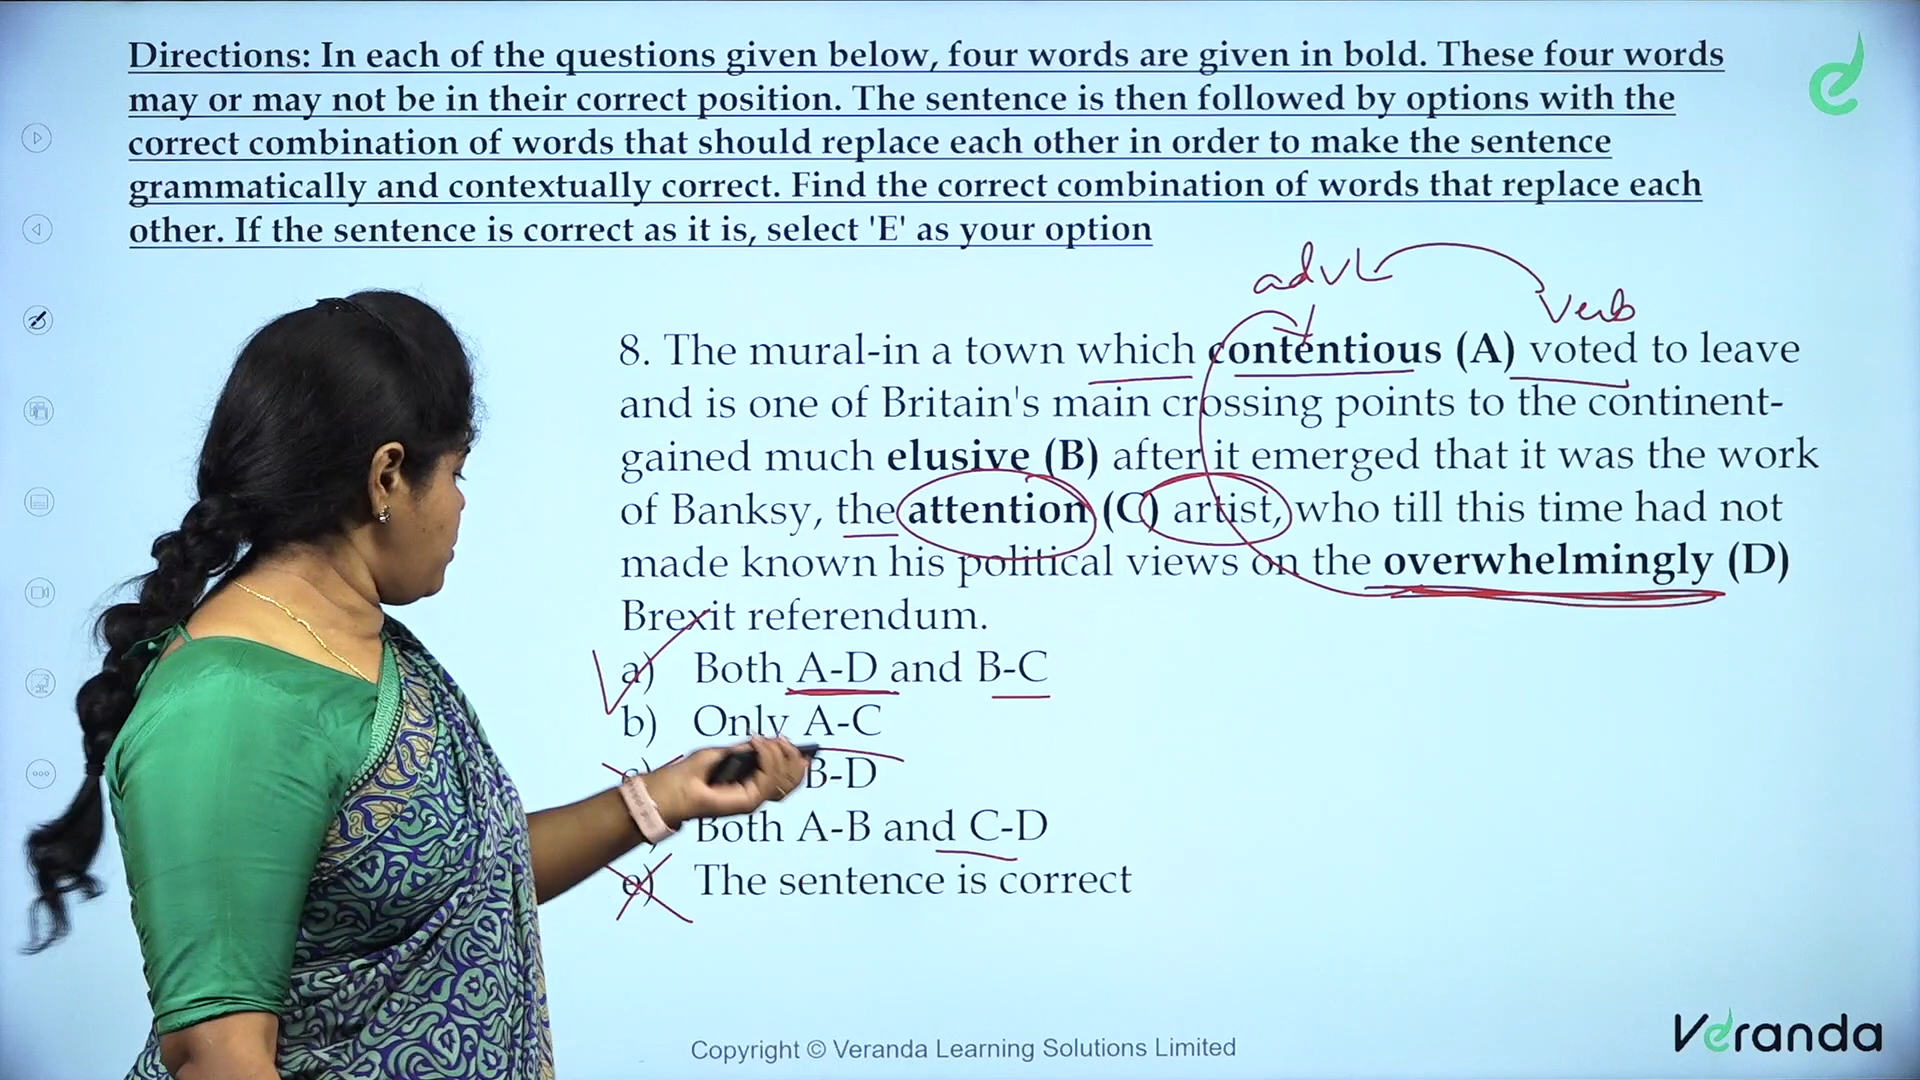 Directions: In each of the questions given below, four words are given in bold. These four words
may or may not be in their correct position. The sentence is then followed by options with the
correct combination of words that should replace each other in order to make the sentence
grammatically and contextually correct. Find the correct combination of words that replace each
other. If the sentence is correct as it is, select 'E' as your option
adv
verb
8. The mural-in a town which contentious (A) voted to leave
and is one of Britain's main crossing points to the continent-
gained much elusive (B) after it emerged that it was the work
of Banksy, the attention (C) artist, who till this time had not
made known his political views on the overwhelmingly (D)
Brexit referendum.
a) Both A-D and B-C
b) Only A-C
c) B-D
Both A-B and C-D
e) The sentence is correct
Copyright © Veranda Learning Solutions Limited
Veranda